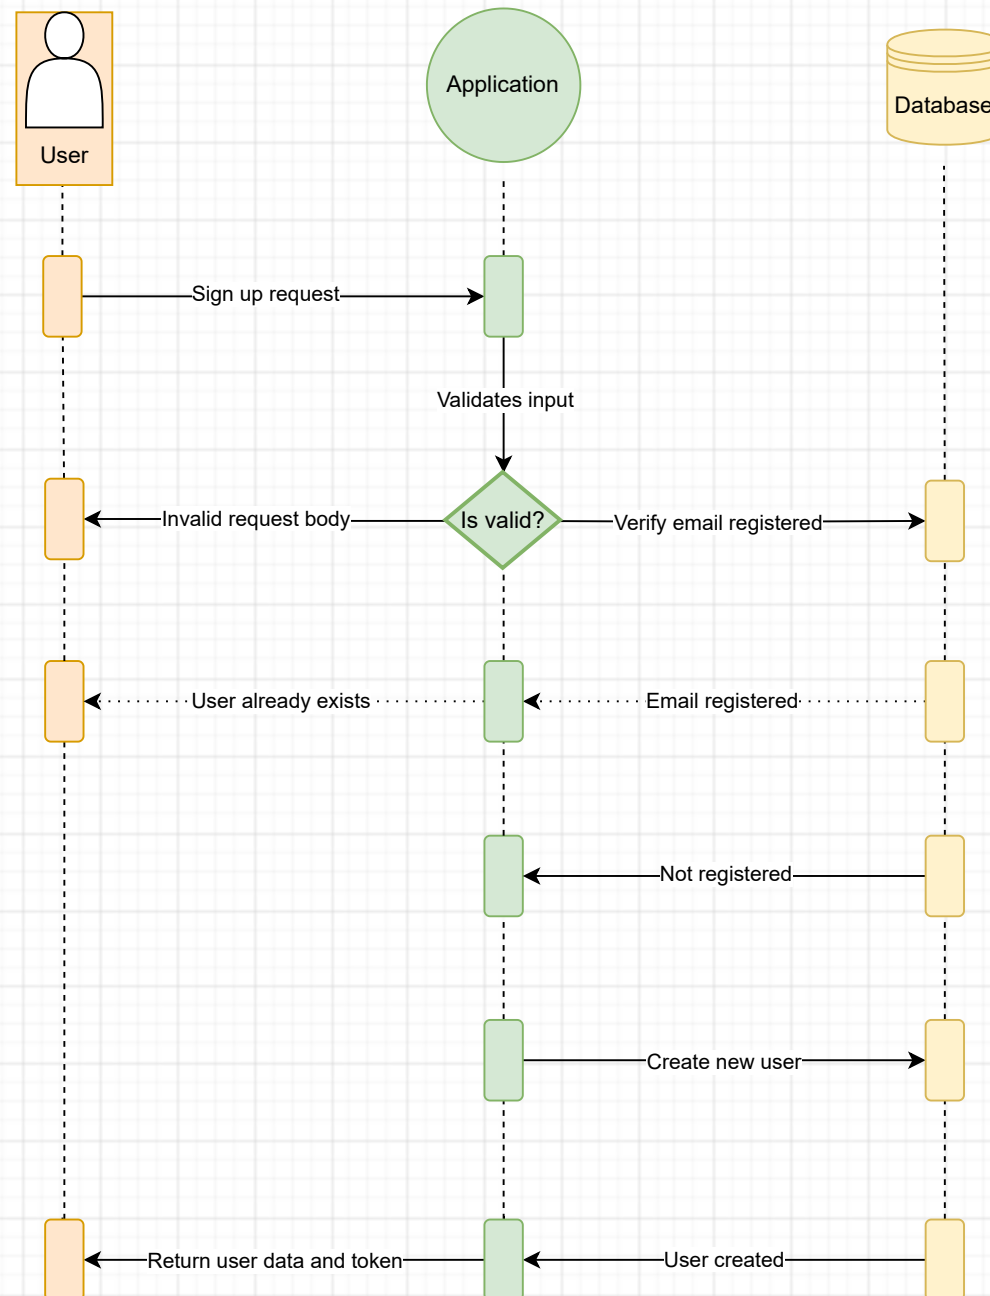 User
Application
Database
Sign up request
Validates input
Invalid request body
Is valid?
Verify email registered
User already exists
Email registered
Not registered
Create new user
Return user data and token
User created